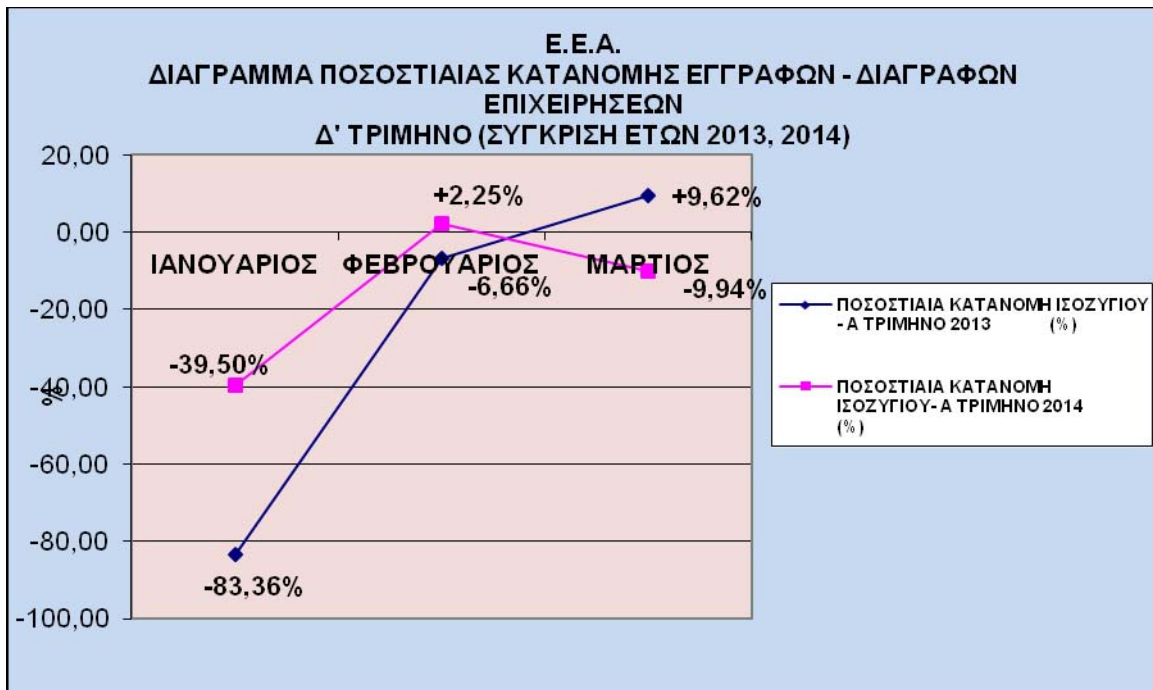 Ε.Ε.Α.
ΔΙΑΓΡΑΜΜΑ ΠΟΣΟΣΤΙΑΙΑΣ ΚΑΤΑΝΟΜΗΣ ΕΓΓΡΑΦΩΝ - ΔΙΑΓΡΑΦΩΝ
ΕΠΙΧΕΙΡΗΣΕΩΝ
Δ' ΤΡΙΜΗΝΟ (ΣΥΓΚΡΙΣΗ ΕΤΩΝ 2013, 2014)
20,00
0,00
-20,00
-40,00
-60,00
-80,00
-100,00
%
+2,25%
+9,62%
ΙΑΝΟΥΑΡΙΟΣ
ΦΕΒΡΟΥΑΡΙΟΣ
ΜΑΡΤΙΟΣ
-6,66%
-9,94%
-39,50%
-83,36%
ΠΟΣΟΣΤΙΑΙΑ ΚΑΤΑΝΟΜΗ ΙΣΟΖΥΓΙΟΥ
- Α ΤΡΙΜΗΝΟ 2013 (%)
ΠΟΣΟΣΤΙΑΙΑ ΚΑΤΑΝΟΜΗ
ΙΣΟΖΥΓΙΟΥ- Α ΤΡΙΜΗΝΟ 2014
(%)